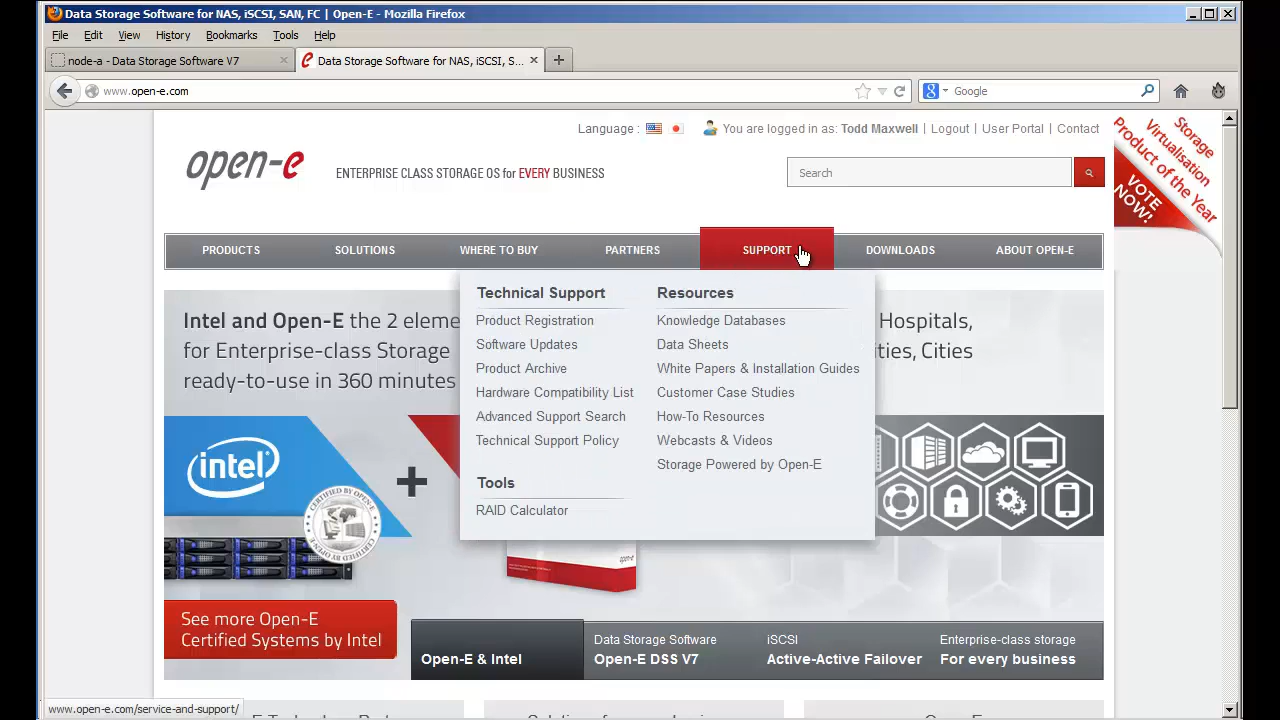 Data Storage Software for NAS, iSCSI, SAN, FC | Open-E - Mozilla Firefox
File Edit View History Bookmarks Tools Help
node-a - Data Storage Software V7
Data Storage Software for NAS, iSCSI, S...
www.open-e.com
Google
Language :
You are logged in as: Todd Maxwell | Logout | User Portal | Contact
open-e
ENTERPRISE CLASS STORAGE OS for EVERY BUSINESS
Search
Storage
Virtualisation
Product of the Year
VOTE
NOW!
PRODUCTS SOLUTIONS WHERE TO BUY PARTNERS SUPPORT DOWNLOADS ABOUT OPEN-E
Technical Support
Product Registration
Software Updates
Product Archive
Hardware Compatibility List
Advanced Support Search
Technical Support Policy
Tools
RAID Calculator
Resources
Knowledge Databases
Data Sheets
White Papers & Installation Guides
Customer Case Studies
How-To Resources
Webcasts & Videos
Storage Powered by Open-E
Intel and Open-E the 2 eleme
for Enterprise-class Storage
ready-to-use in 360 minutes
Hospitals,
ities, Cities
intel
+
CERTIFIED BY OPEN-E
CERTIFIED BY OPEN-E
open-e
See more Open-E
Certified Systems by Intel
Open-E & Intel
Data Storage Software
Open-E DSS V7
iSCSI
Active-Active Failover
Enterprise-class storage
For every business
www.open-e.com/service-and-support/